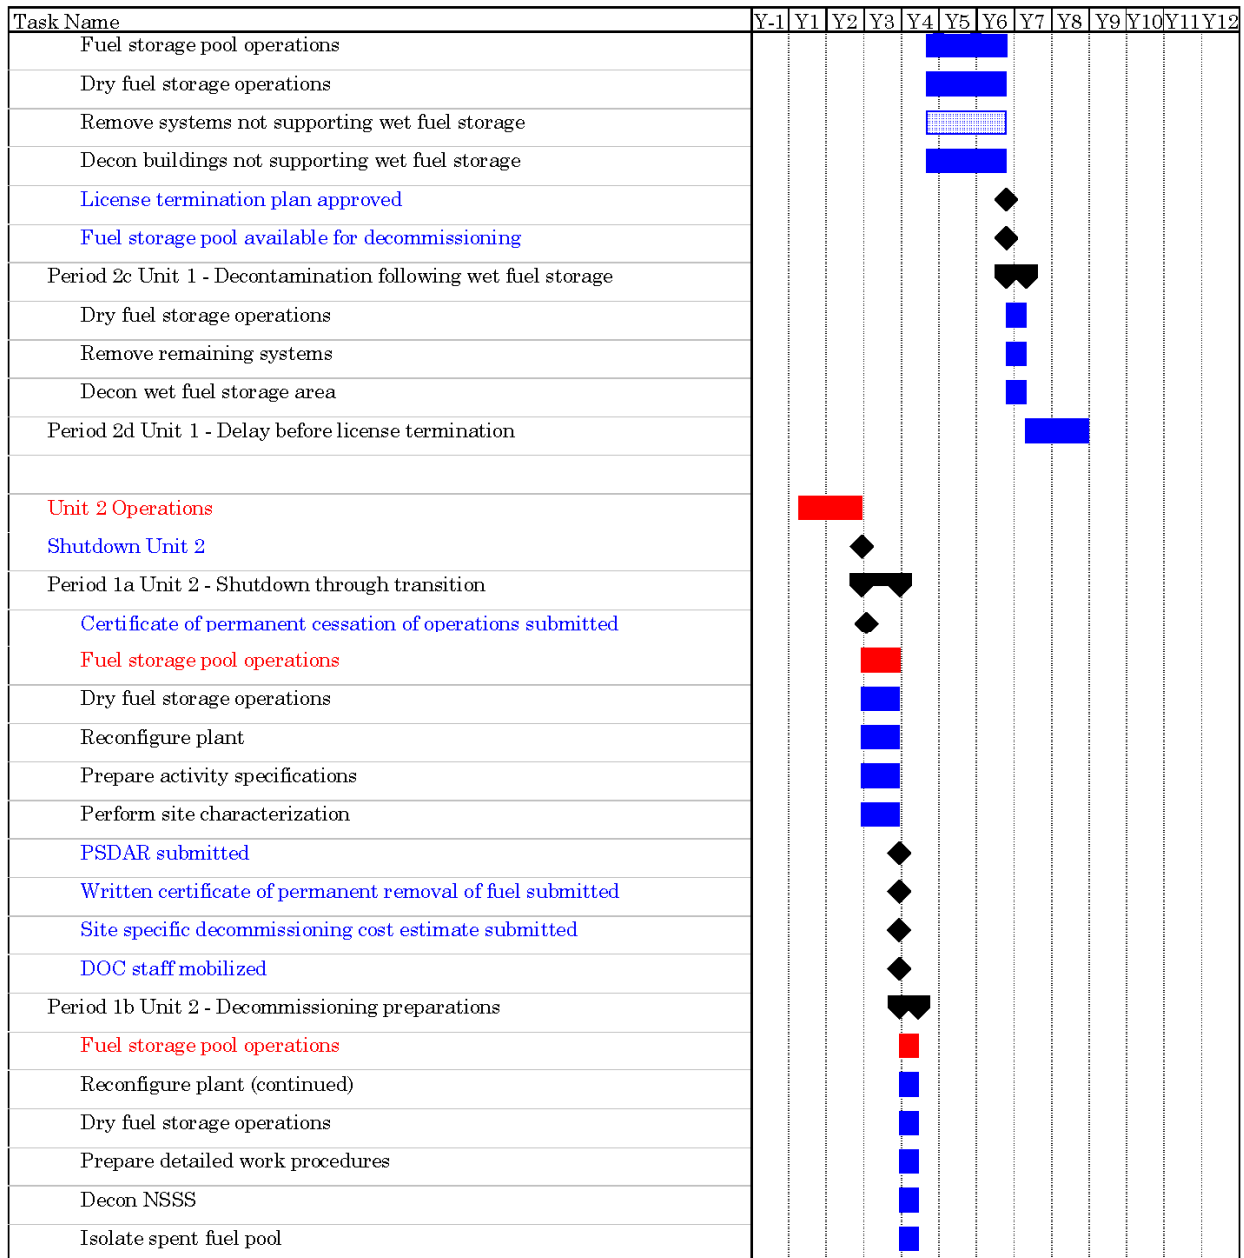 Task Name Y-1 Y1 Y2 Y3 Y4 Y5 Y6 Y7 Y8 Y9 Y10 Y11 Y12
Fuel storage pool operations
Dry fuel storage operations
Remove systems not supporting wet fuel storage
Decon buildings not supporting wet fuel storage
License termination plan approved
Fuel storage pool available for decommissioning
Period 2c Unit 1 - Decontamination following wet fuel storage
Dry fuel storage operations
Remove remaining systems
Decon wet fuel storage area
Period 2d Unit 1 - Delay before license termination
Unit 2 Operations
Shutdown Unit 2
Period 1a Unit 2 - Shutdown through transition
Certificate of permanent cessation of operations submitted
Fuel storage pool operations
Dry fuel storage operations
Reconfigure plant
Prepare activity specifications
Perform site characterization
PSDAR submitted
Written certificate of permanent removal of fuel submitted
Site specific decommissioning cost estimate submitted
DOC staff mobilized
Period 1b Unit 2 - Decommissioning preparations
Fuel storage pool operations
Reconfigure plant (continued)
Dry fuel storage operations
Prepare detailed work procedures
Decon NSSS
Isolate spent fuel pool